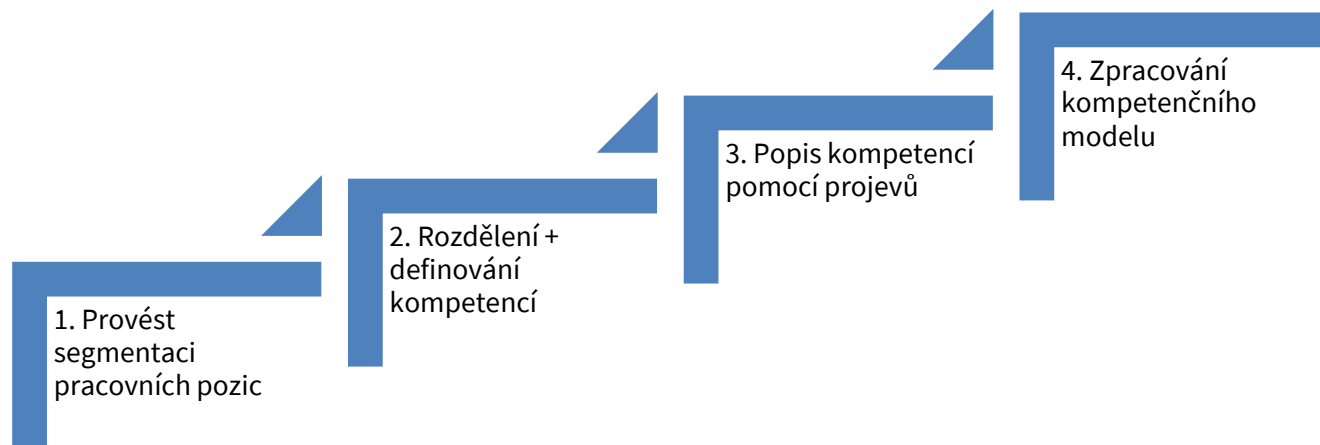 1. Provést
segmentaci
pracovních pozic
2. Rozdělení +
definování
kompetencí
3. Popis kompetencí
pomocí projevů
4. Zpracování
kompetenčního
modelu